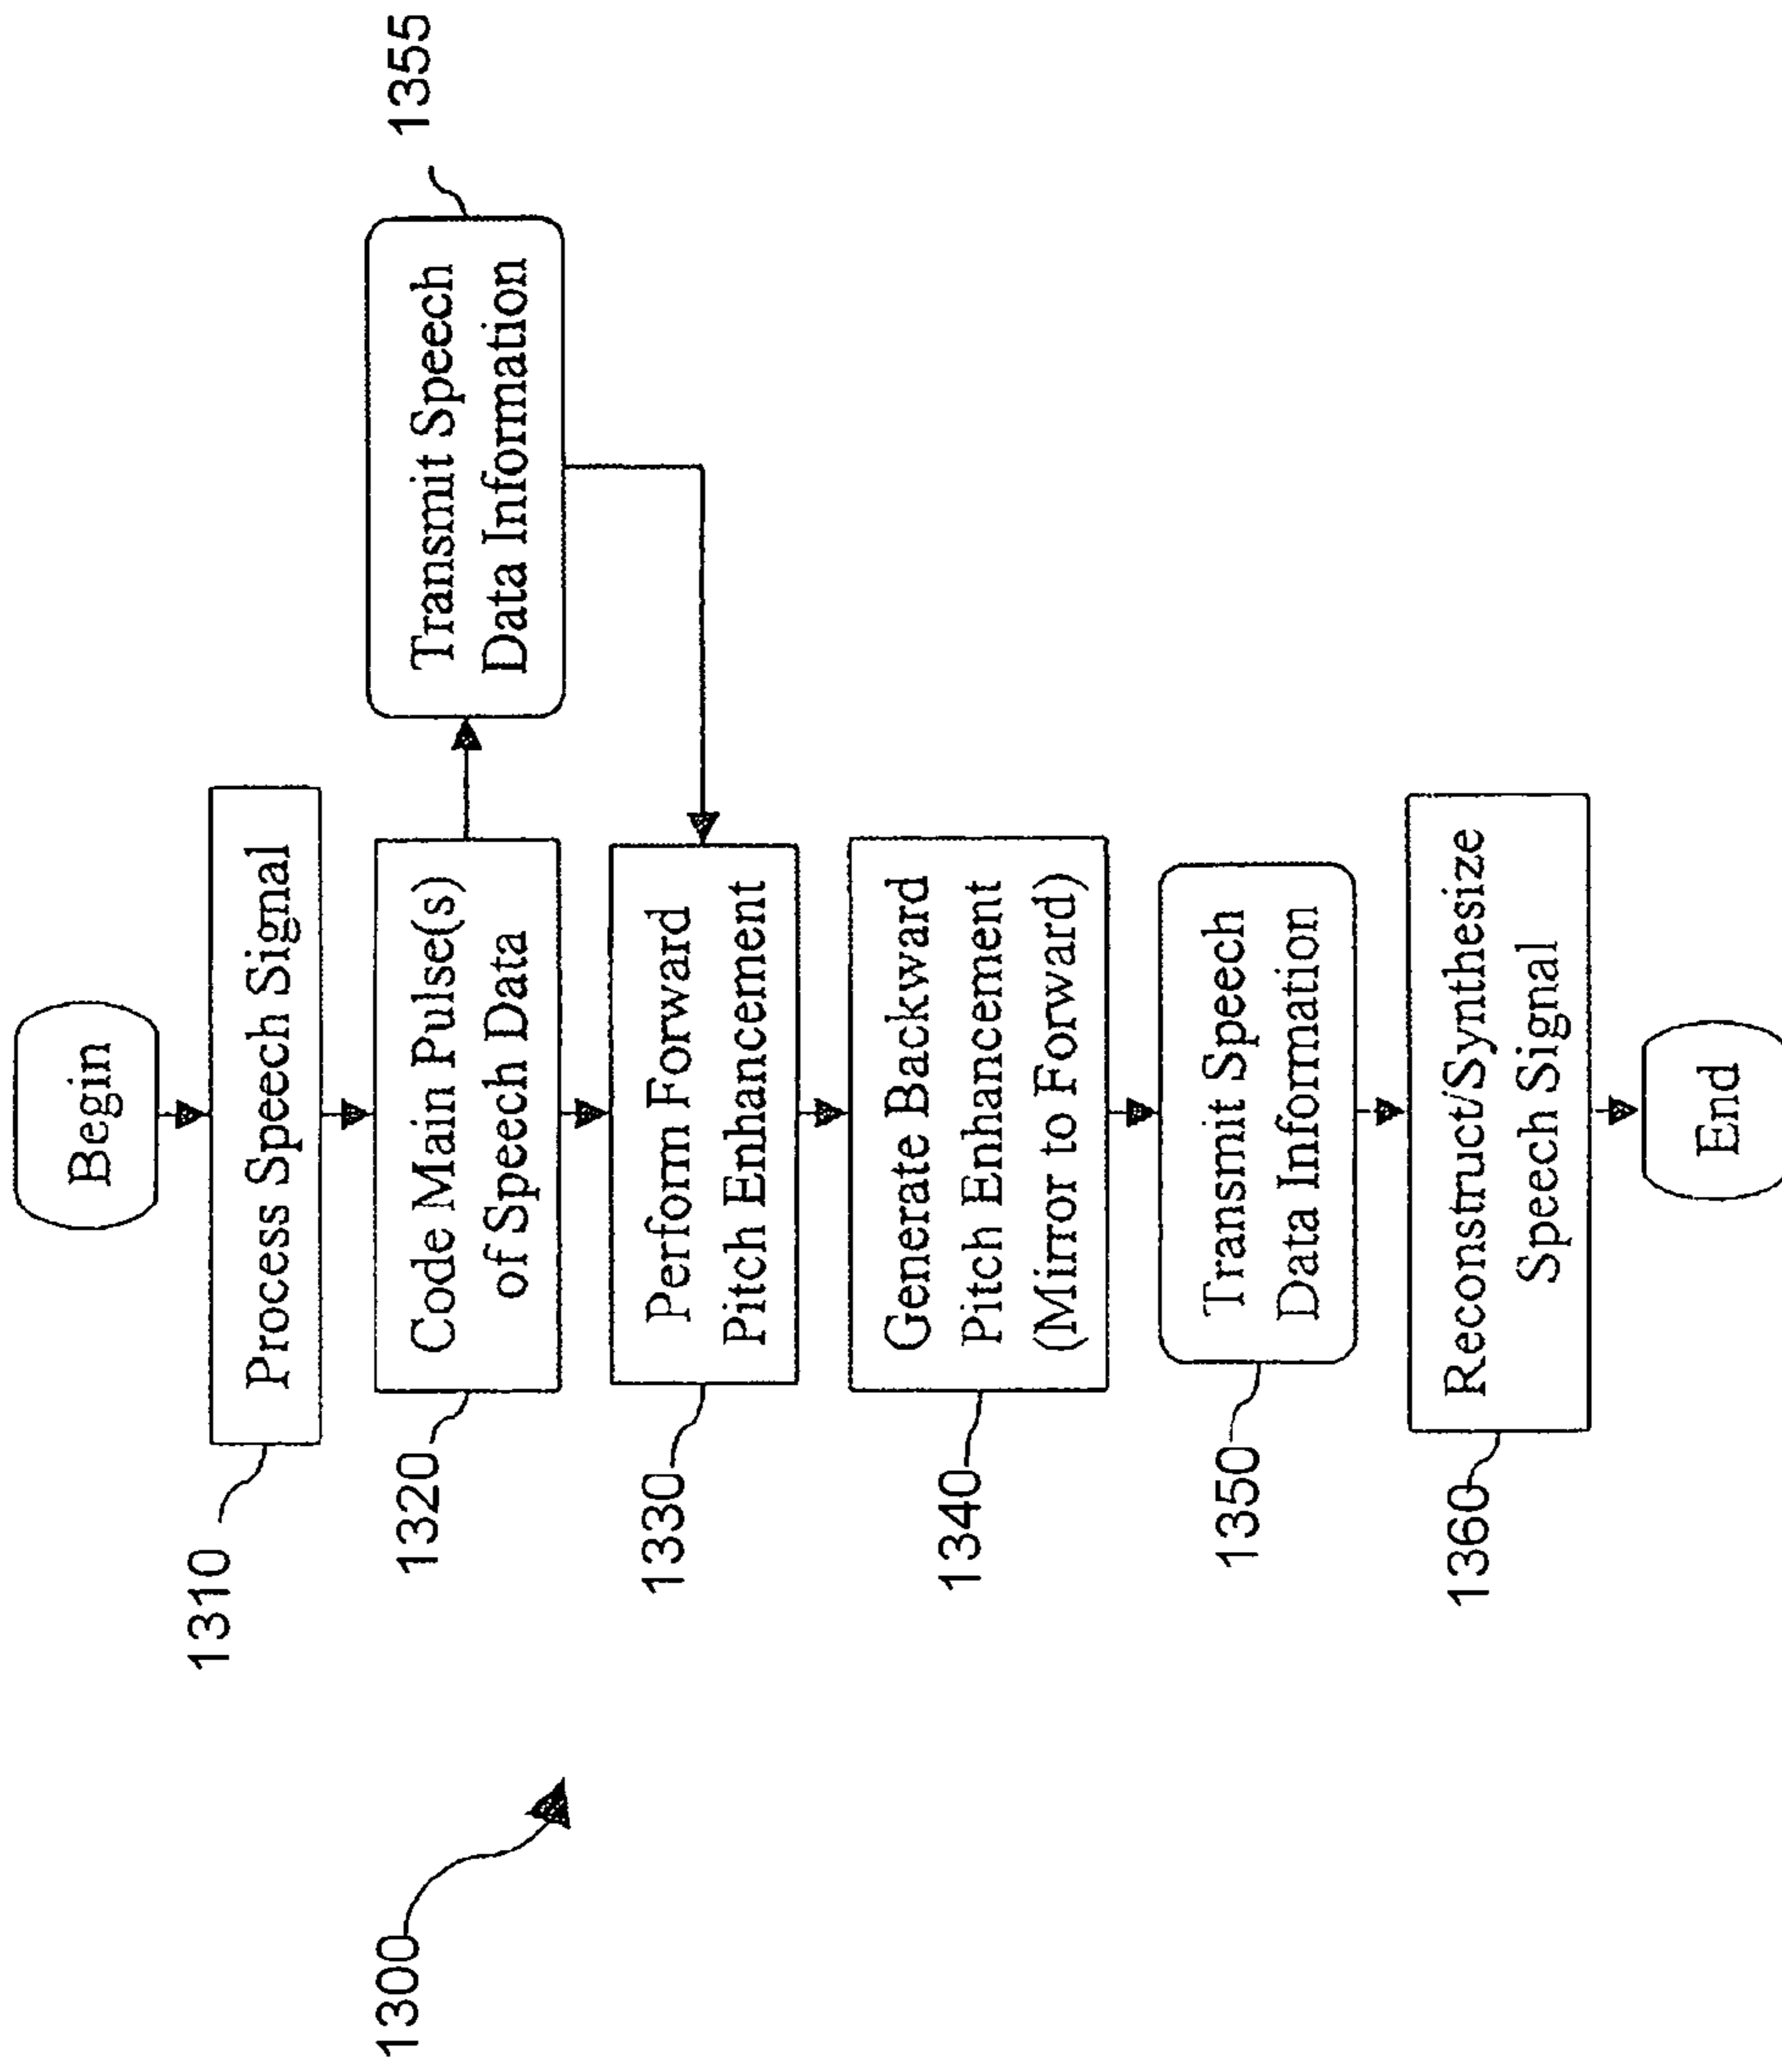 1300
Begin
1310
Process Speech Signal
1320
Code Main Pulse(s)
of Speech Data
1355
Transmit Speech
Data Information
1330
Perform Forward
Pitch Enhancement
1340
Generate Backward
Pitch Enhancement
(Mirror to Forward)
1350
Transmit Speech
Data Information
1360
Reconstruct/Synthesize
Speech Signal
End